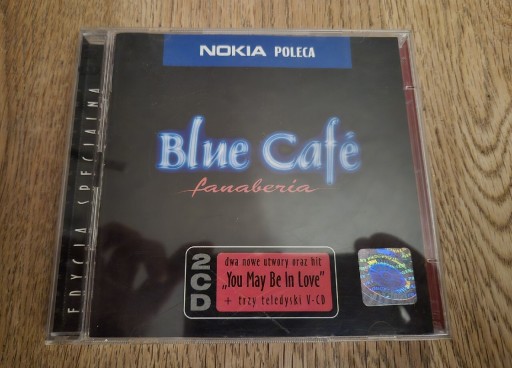 NOKIA POLECA
EDYCJA SPECJALNA
Blue Café
fanaberia
2CD
dwa nowe utwory oraz hit
„You May Be In Love"
+ trzy teledyski V-CD